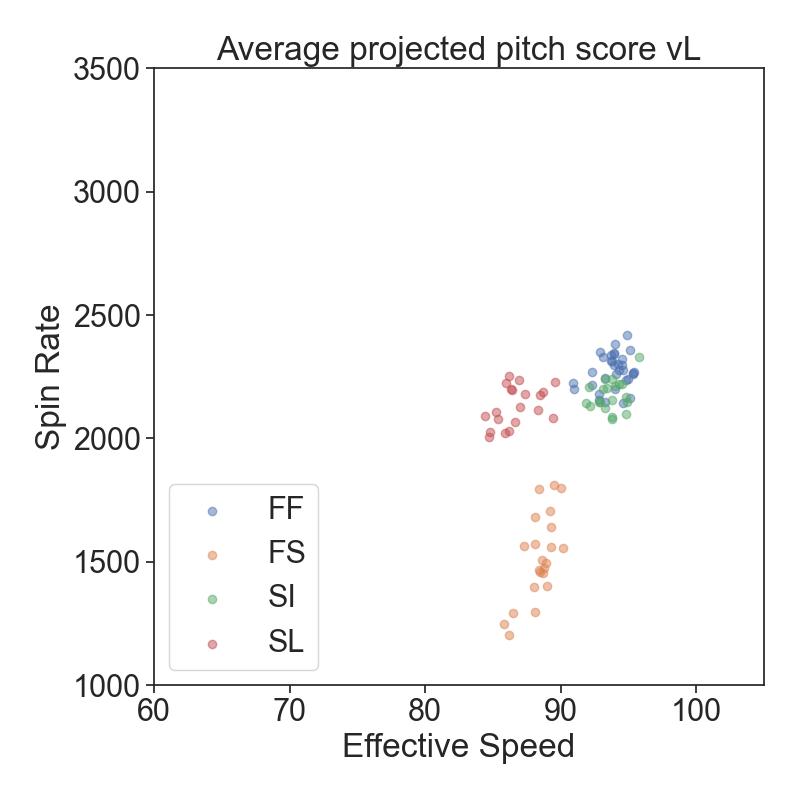 Average projected pitch score vL
3500
3000
2500
2000
1500
1000
Spin Rate
FF
FS
SI
SL
60 70 80 90 100
Effective Speed